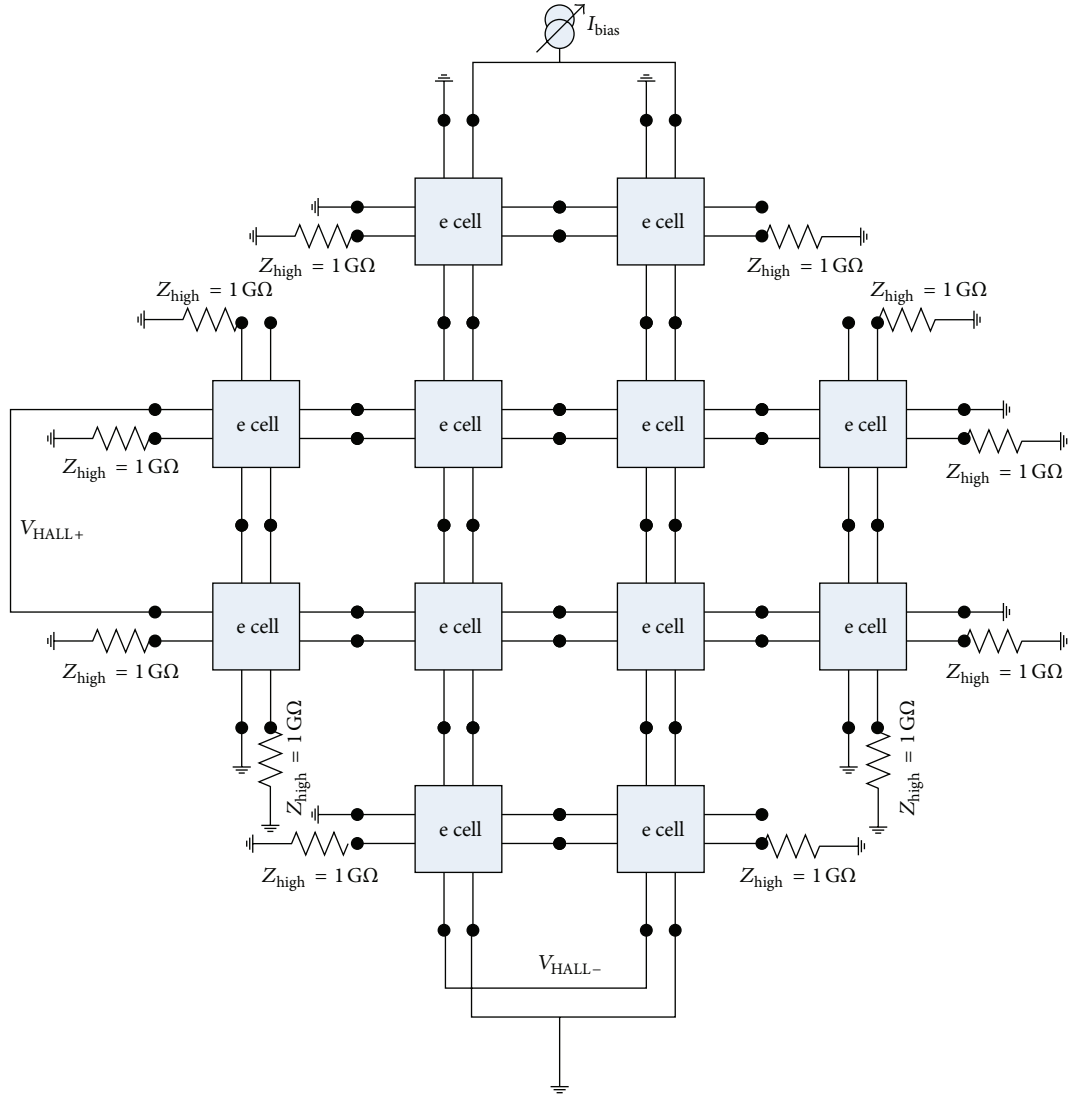 I_bias
e cell e cell
Z_high = 1 GΩ Z_high = 1 GΩ
Z_high = 1 GΩ Z_high = 1 GΩ
e cell e cell e cell e cell
Z_high = 1 GΩ Z_high = 1 GΩ
V_HALL+
e cell e cell e cell e cell
Z_high = 1 GΩ Z_high = 1 GΩ
Z_high = 1 GΩ Z_high = 1 GΩ
e cell e cell
Z_high = 1 GΩ Z_high = 1 GΩ
V_HALL−